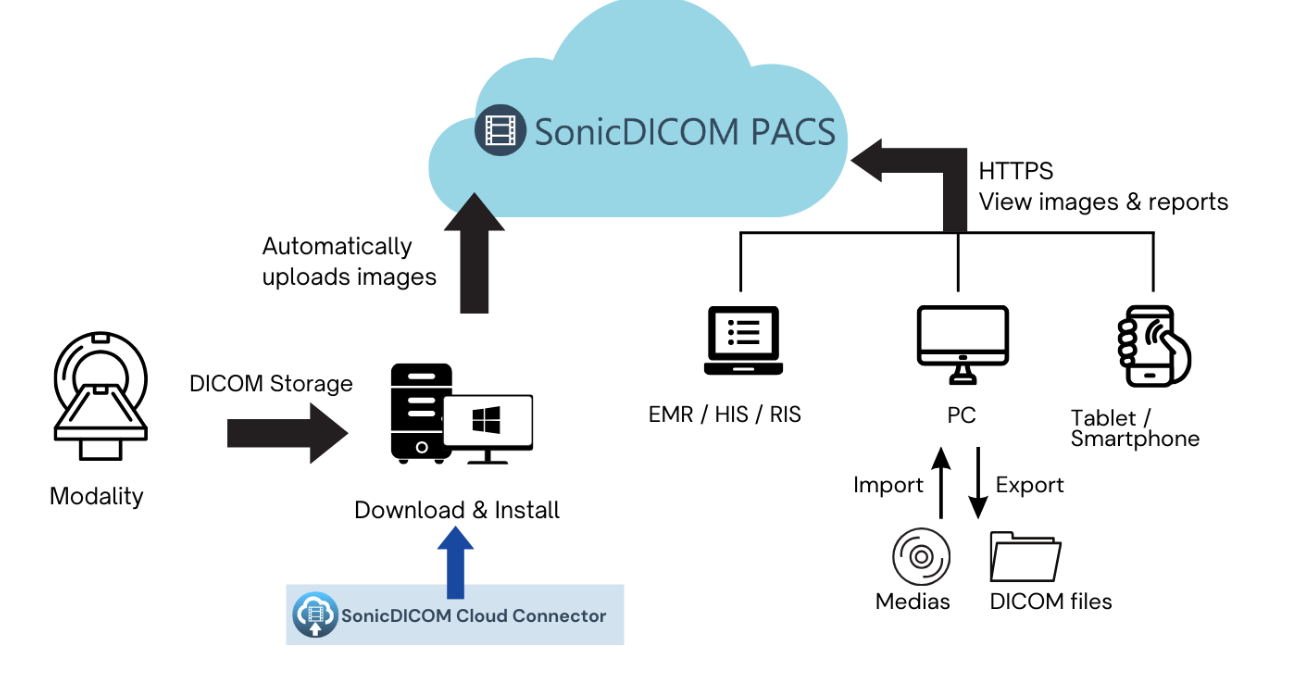 SonicDICOM PACS
HTTPS
View images & reports
Automatically
uploads images
DICOM Storage
Modality
Download & Install
SonicDICOM Cloud Connector
EMR / HIS / RIS
PC
Tablet /
Smartphone
Import
Export
Medias
DICOM files